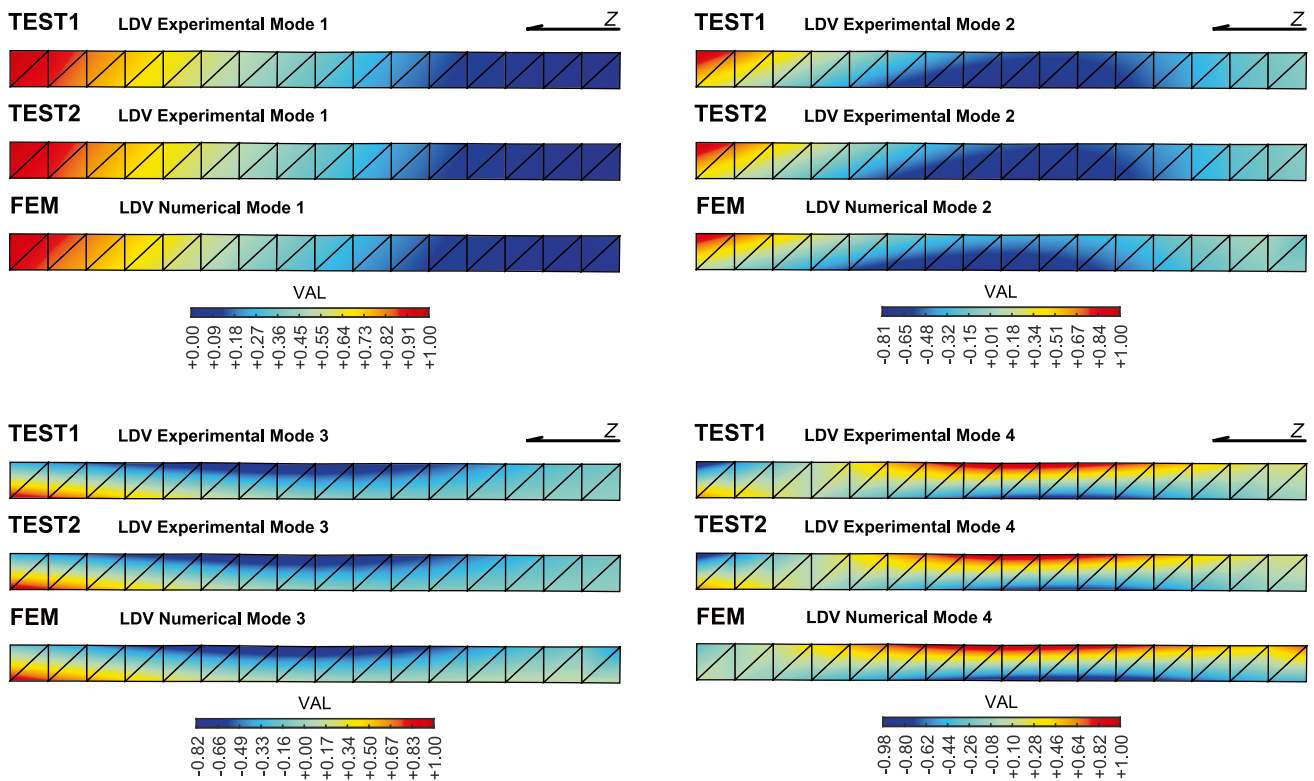 TEST1 LDV Experimental Mode 1 Z
TEST2 LDV Experimental Mode 1
FEM LDV Numerical Mode 1
VAL
+0.00 +0.09 +0.18 +0.27 +0.36 +0.45 +0.55 +0.64 +0.73 +0.82 +0.91 +1.00
TEST1 LDV Experimental Mode 2 Z
TEST2 LDV Experimental Mode 2
FEM LDV Numerical Mode 2
VAL
-0.81 -0.65 -0.48 -0.32 -0.15 +0.01 +0.18 +0.34 +0.51 +0.67 +0.84 +1.00
TEST1 LDV Experimental Mode 3 Z
TEST2 LDV Experimental Mode 3
FEM LDV Numerical Mode 3
VAL
-0.82 -0.66 -0.49 -0.33 -0.16 +0.00 +0.17 +0.34 +0.50 +0.67 +0.83 +1.00
TEST1 LDV Experimental Mode 4 Z
TEST2 LDV Experimental Mode 4
FEM LDV Numerical Mode 4
VAL
-0.98 -0.80 -0.62 -0.44 -0.26 -0.08 +0.10 +0.28 +0.46 +0.64 +0.82 +1.00